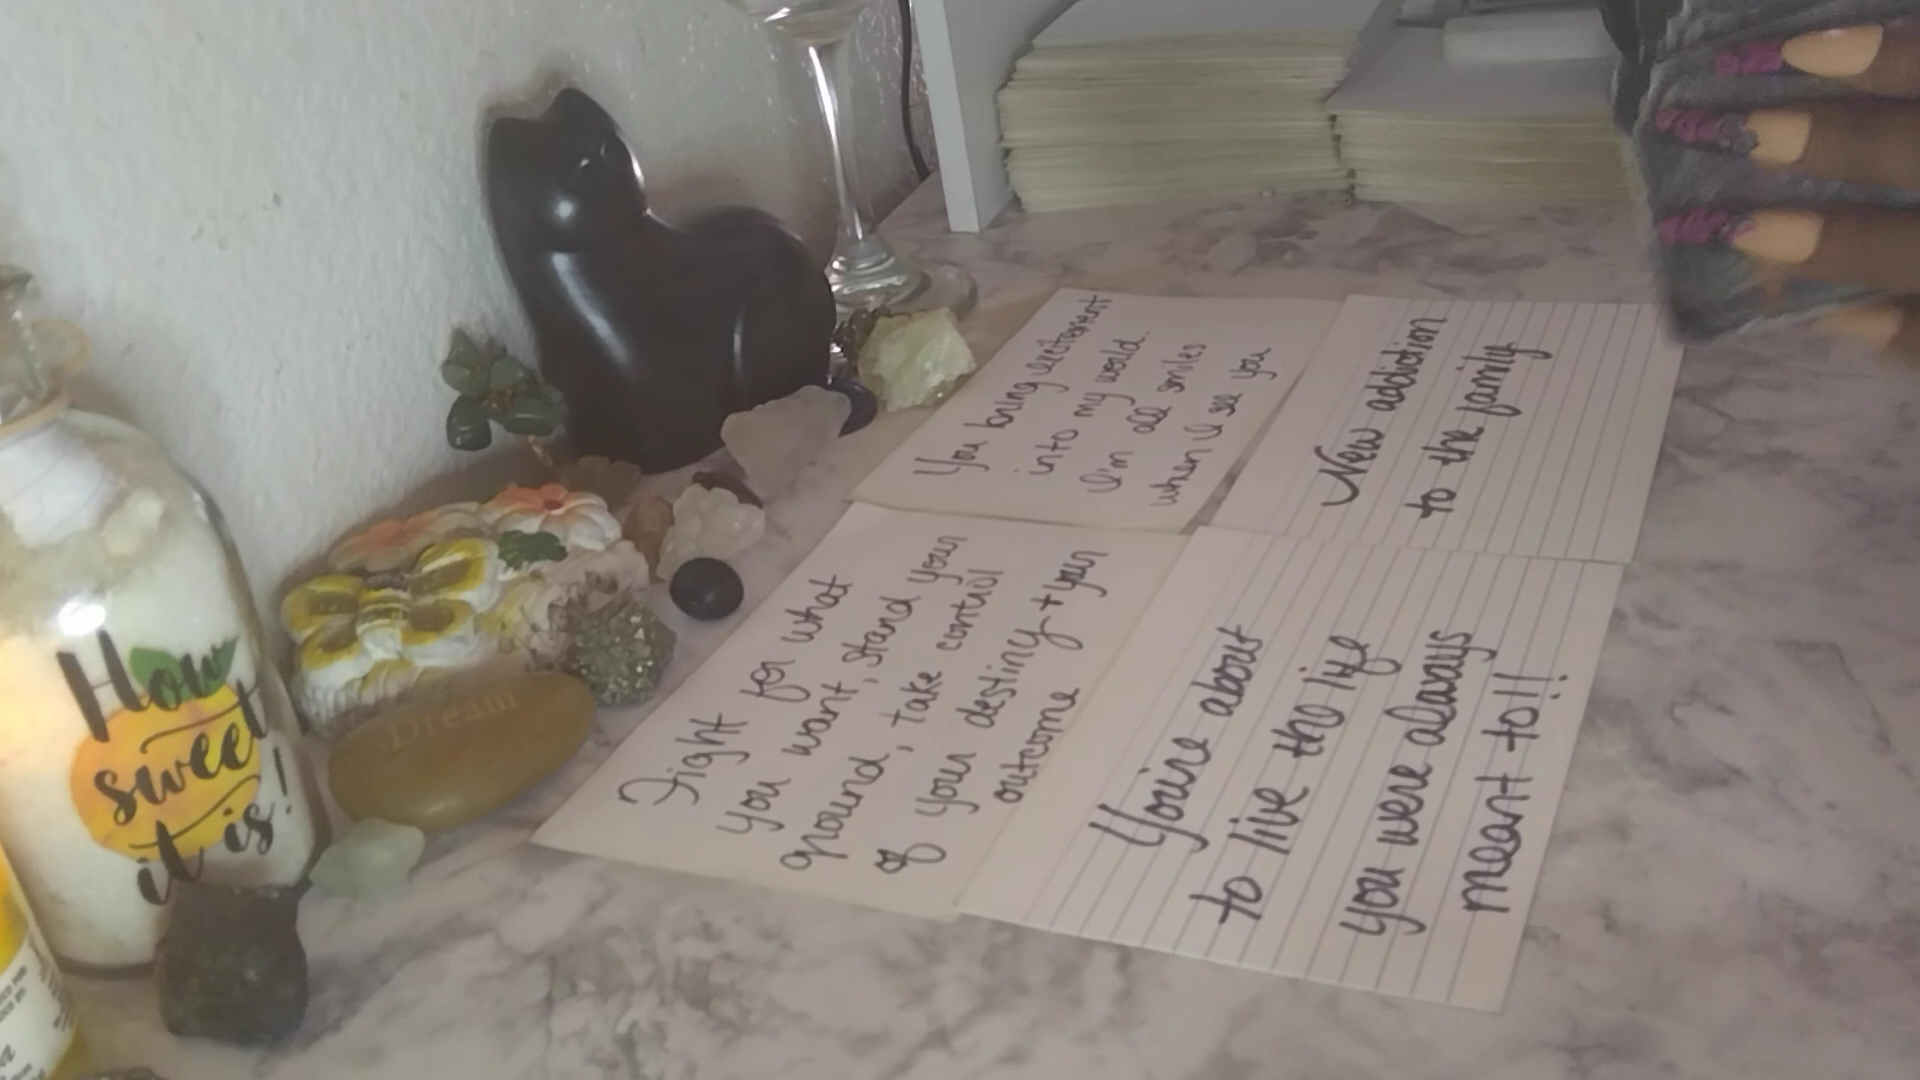 You bring excitement
into my world.
I'm all smiles
when I see you
New addiction
to the family
Fight for what
you want, stand your
ground, take control
of your destiny + your
outcome
You're about
to live the life
you were always
meant to!!
How
sweet
it is!
Dream